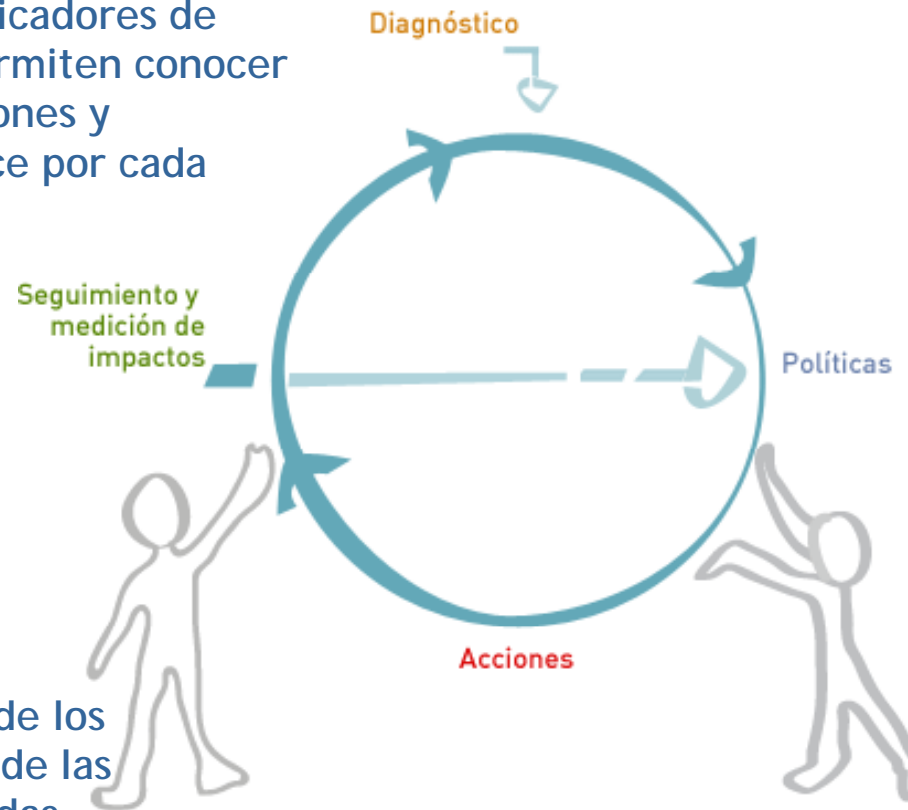 icadores de
rmiten conocer
ones y
ce por cada
Diagnóstico
Seguimiento y
medición de
impactos
Políticas
Acciones
de los
de las